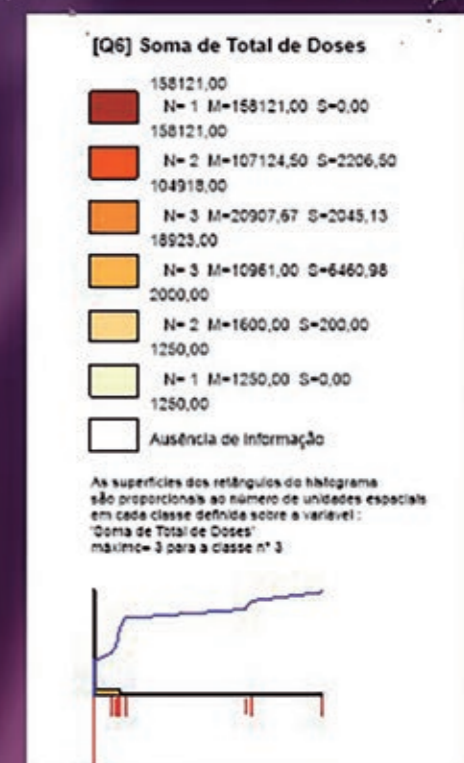 [Q6] Soma de Total de Doses
158121,00
N= 1 M=158121,00 S=0,00
158121,00
N= 2 M=107124,50 S=2206,50
104918,00
N= 3 M=20907,67 S=2045,13
18923,00
N= 3 M=10961,00 S=6460,98
2000,00
N= 2 M=1600,00 S=200,00
1250,00
N= 1 M=1250,00 S=0,00
1250,00
Ausência de Informação
As superfícies dos retângulos do histograma
são proporcionais ao número de unidades espaciais
em cada classe definida sobre a variavel :
'Soma de Total de Doses'
máximo= 3 para a classe n° 3